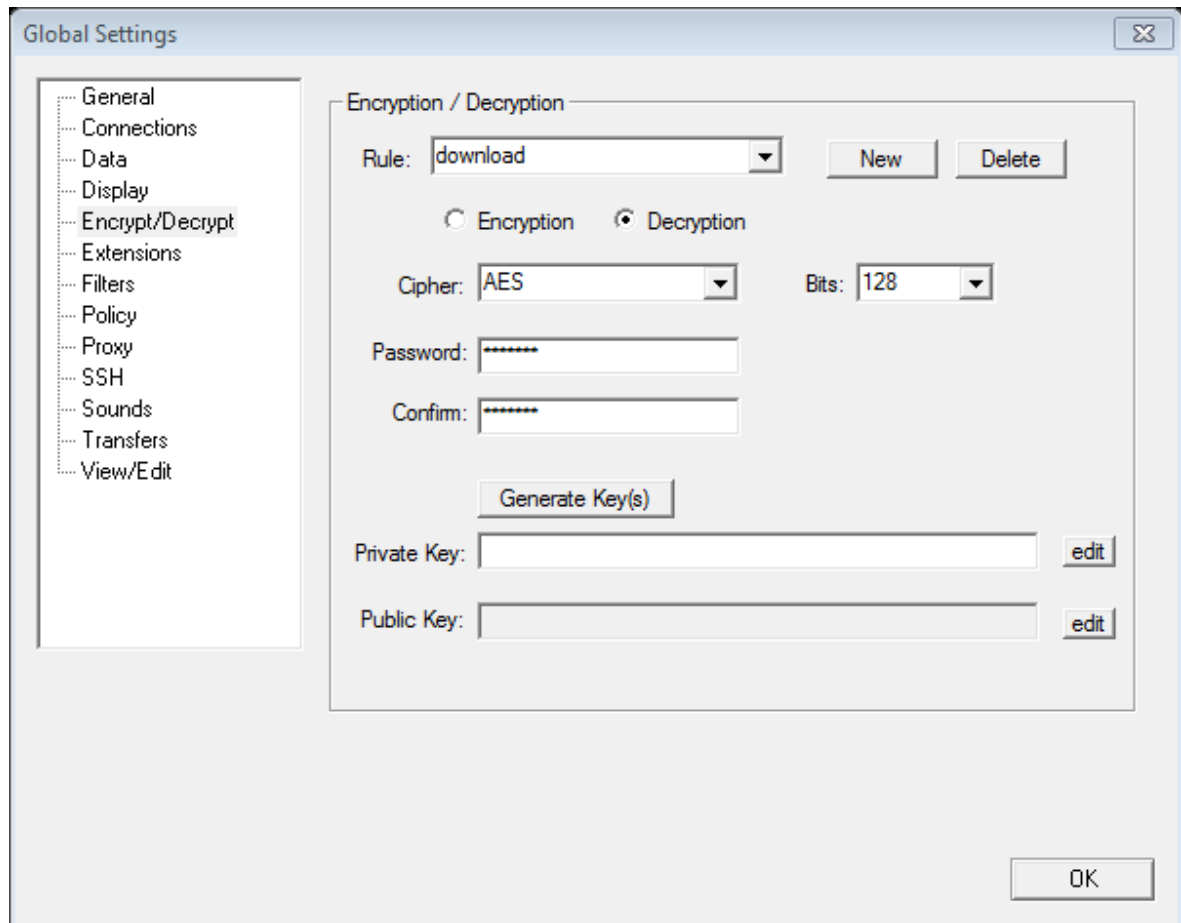 Global Settings
General
Connections
Data
Display
Encrypt/Decrypt
Extensions
Filters
Policy
Proxy
SSH
Sounds
Transfers
View/Edit
Encryption / Decryption
Rule: download New Delete
Encryption Decryption
Cipher: AES Bits: 128
Password: *******
Confirm: *******
Generate Key(s)
Private Key: edit
Public Key: edit
OK